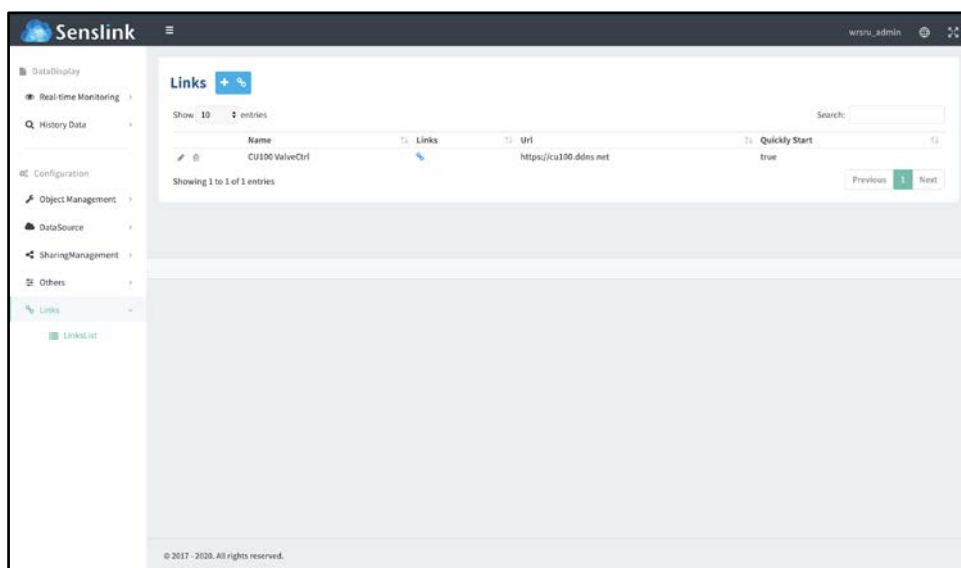 Senslink
wrsru_admin
DataDisplay
Real-time Monitoring
History Data
Configuration
Object Management
DataSource
SharingManagement
Others
Links
LinksList
Links
Show 10 entries
Search:
Name Links Url Quickly Start
CU100 ValveCtrl https://cu100.ddns.net true
Showing 1 to 1 of 1 entries
Previous 1 Next
© 2017 - 2020. All rights reserved.